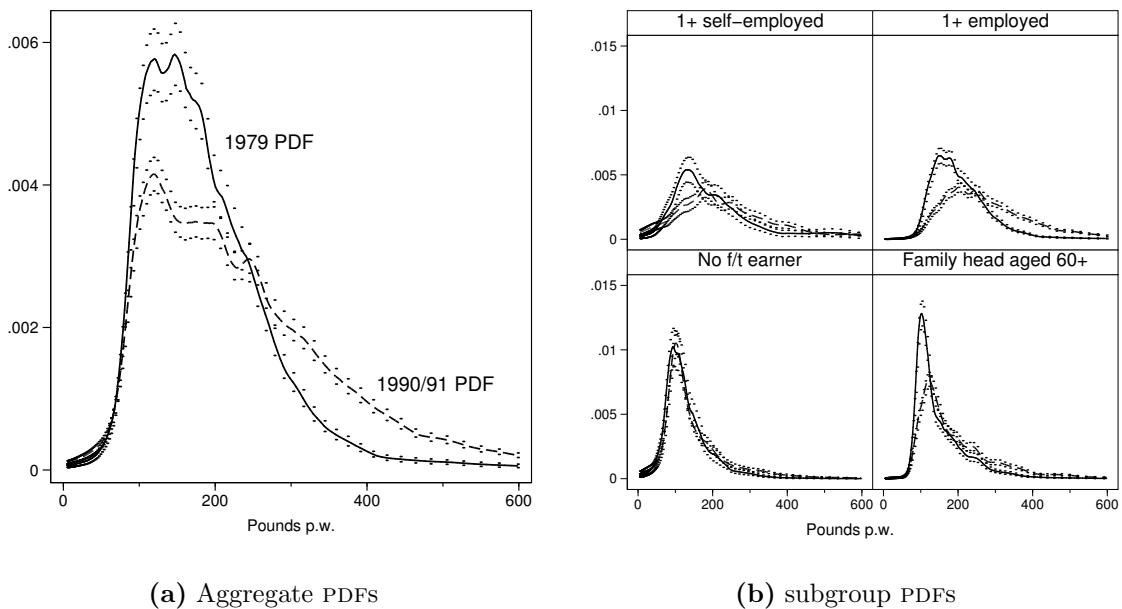 .006
.004
.002
0
0 200 400 600
Pounds p.w.
1979 PDF
1990/91 PDF
(a) Aggregate PDFs
1+ self−employed
1+ employed
No f/t earner
Family head aged 60+
.015
.01
.005
0
.015
.01
.005
0
0 200 400 600
0 200 400 600
Pounds p.w.
(b) subgroup PDFs